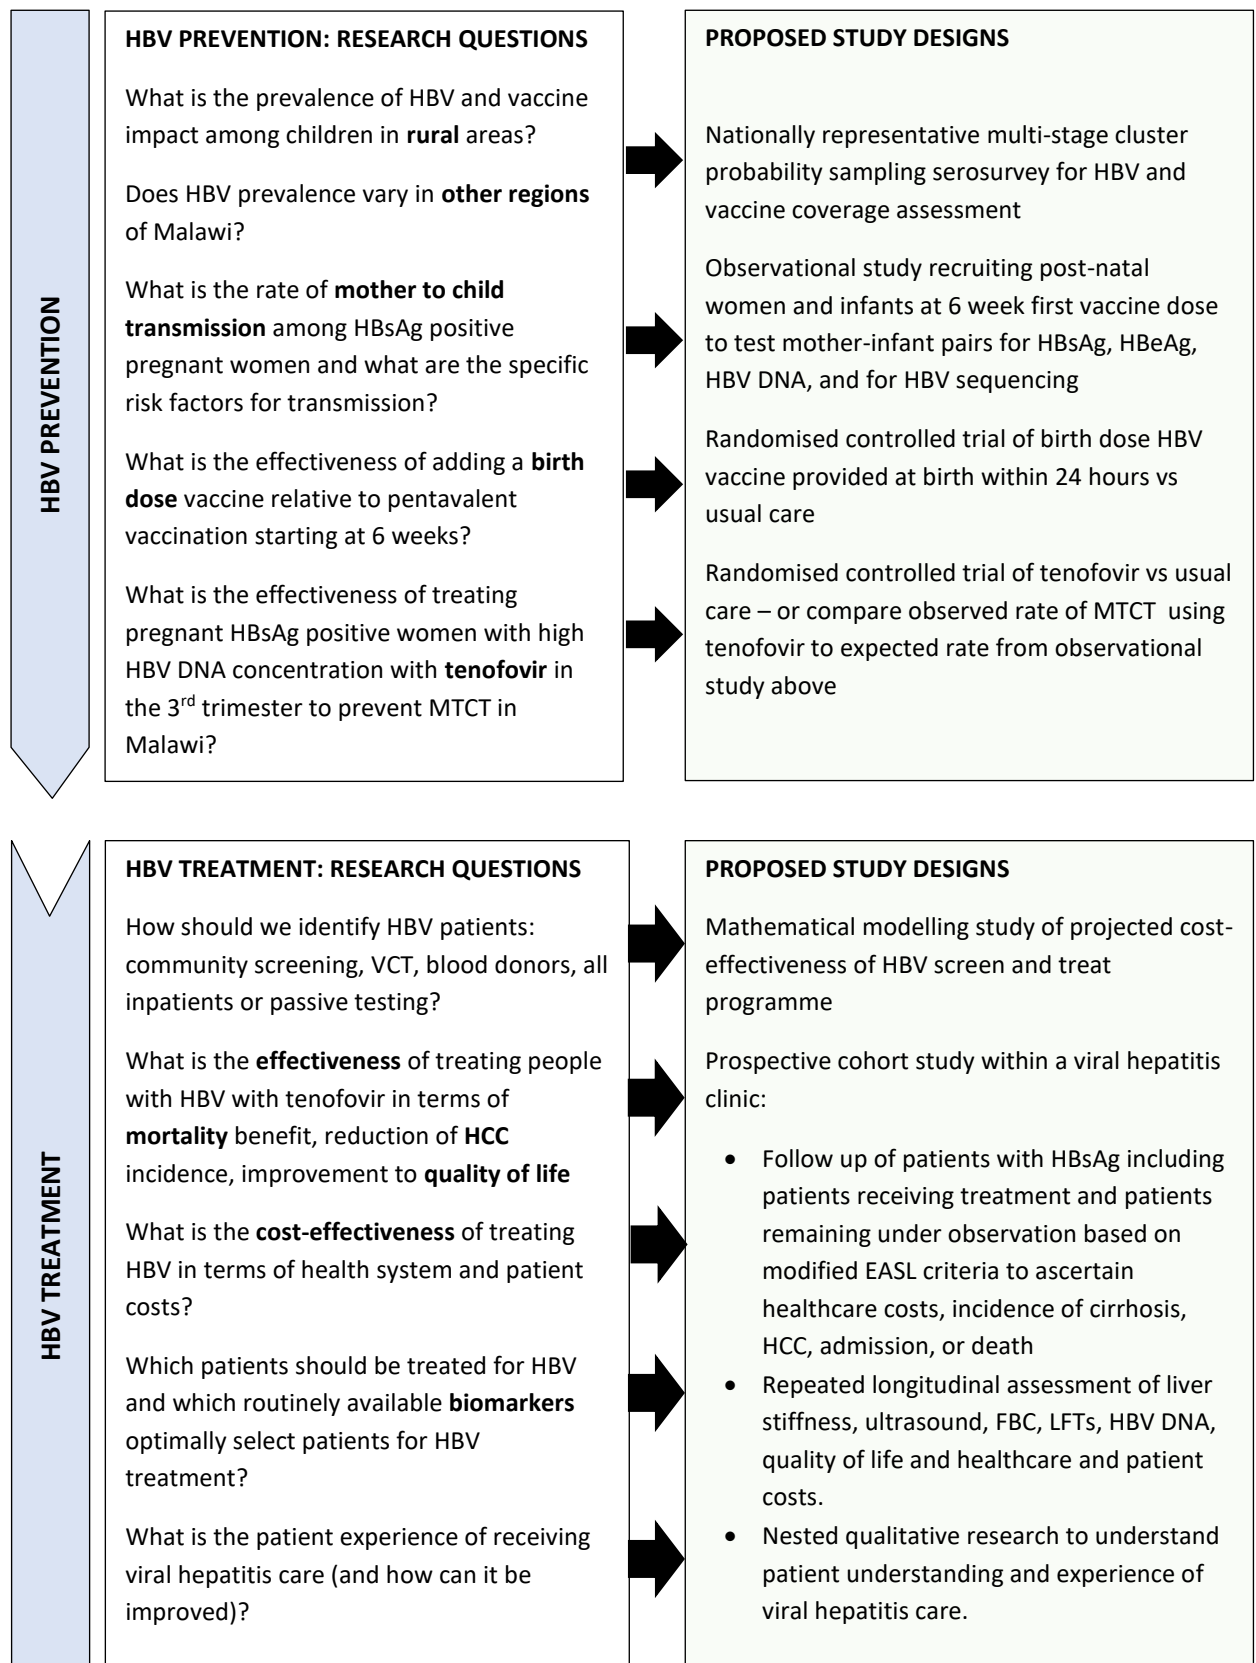 HBV PREVENTION
HBV PREVENTION: RESEARCH QUESTIONS
What is the prevalence of HBV and vaccine
impact among children in rural areas?
Does HBV prevalence vary in other regions
of Malawi?
What is the rate of mother to child
transmission among HBsAg positive
pregnant women and what are the specific
risk factors for transmission?
What is the effectiveness of adding a birth
dose vaccine relative to pentavalent
vaccination starting at 6 weeks?
What is the effectiveness of treating
pregnant HBsAg positive women with high
HBV DNA concentration with tenofovir in
the 3rd trimester to prevent MTCT in
Malawi?
PROPOSED STUDY DESIGNS
Nationally representative multi-stage cluster
probability sampling serosurvey for HBV and
vaccine coverage assessment
Observational study recruiting post-natal
women and infants at 6 week first vaccine dose
to test mother-infant pairs for HBsAg, HBeAg,
HBV DNA, and for HBV sequencing
Randomised controlled trial of birth dose HBV
vaccine provided at birth within 24 hours vs
usual care
Randomised controlled trial of tenofovir vs usual
care – or compare observed rate of MTCT using
tenofovir to expected rate from observational
study above
HBV TREATMENT
HBV TREATMENT: RESEARCH QUESTIONS
How should we identify HBV patients:
community screening, VCT, blood donors, all
inpatients or passive testing?
What is the effectiveness of treating people
with HBV with tenofovir in terms of
mortality benefit, reduction of HCC
incidence, improvement to quality of life
What is the cost-effectiveness of treating
HBV in terms of health system and patient
costs?
Which patients should be treated for HBV
and which routinely available biomarkers
optimally select patients for HBV
treatment?
What is the patient experience of receiving
viral hepatitis care (and how can it be
improved)?
PROPOSED STUDY DESIGNS
Mathematical modelling study of projected cost-
effectiveness of HBV screen and treat
programme
Prospective cohort study within a viral hepatitis
clinic:
• Follow up of patients with HBsAg including
patients receiving treatment and patients
remaining under observation based on
modified EASL criteria to ascertain
healthcare costs, incidence of cirrhosis,
HCC, admission, or death
• Repeated longitudinal assessment of liver
stiffness, ultrasound, FBC, LFTs, HBV DNA,
quality of life and healthcare and patient
costs.
• Nested qualitative research to understand
patient understanding and experience of
viral hepatitis care.